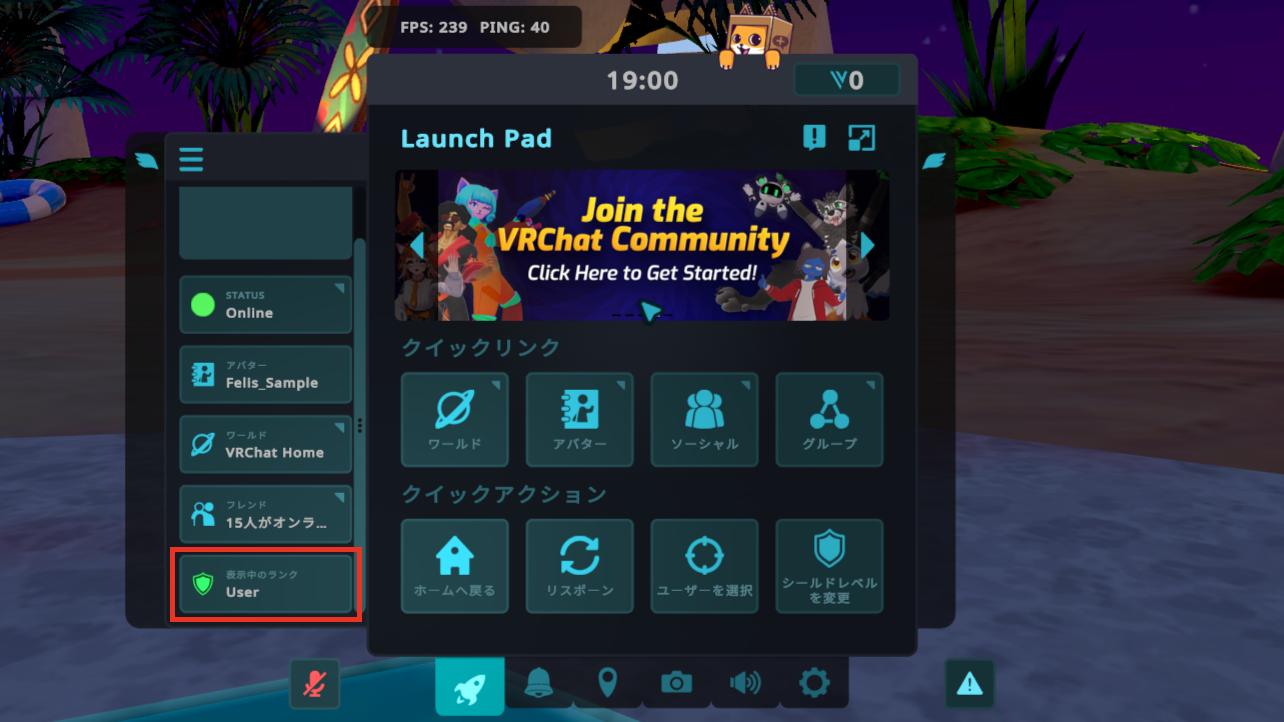 FPS: 239 PING: 40
19:00
0
Launch Pad
Join the
VRChat Community
Click Here to Get Started!
STATUS
Online
アバター
Felis_Sample
ワールド
VRChat Home
フレンド
15人がオンラ...
表示中のランク
User
クイックリンク
ワールド
アバター
ソーシャル
グループ
クイックアクション
ホームへ戻る
リスポーン
ユーザーを選択
シールドレベル
を変更